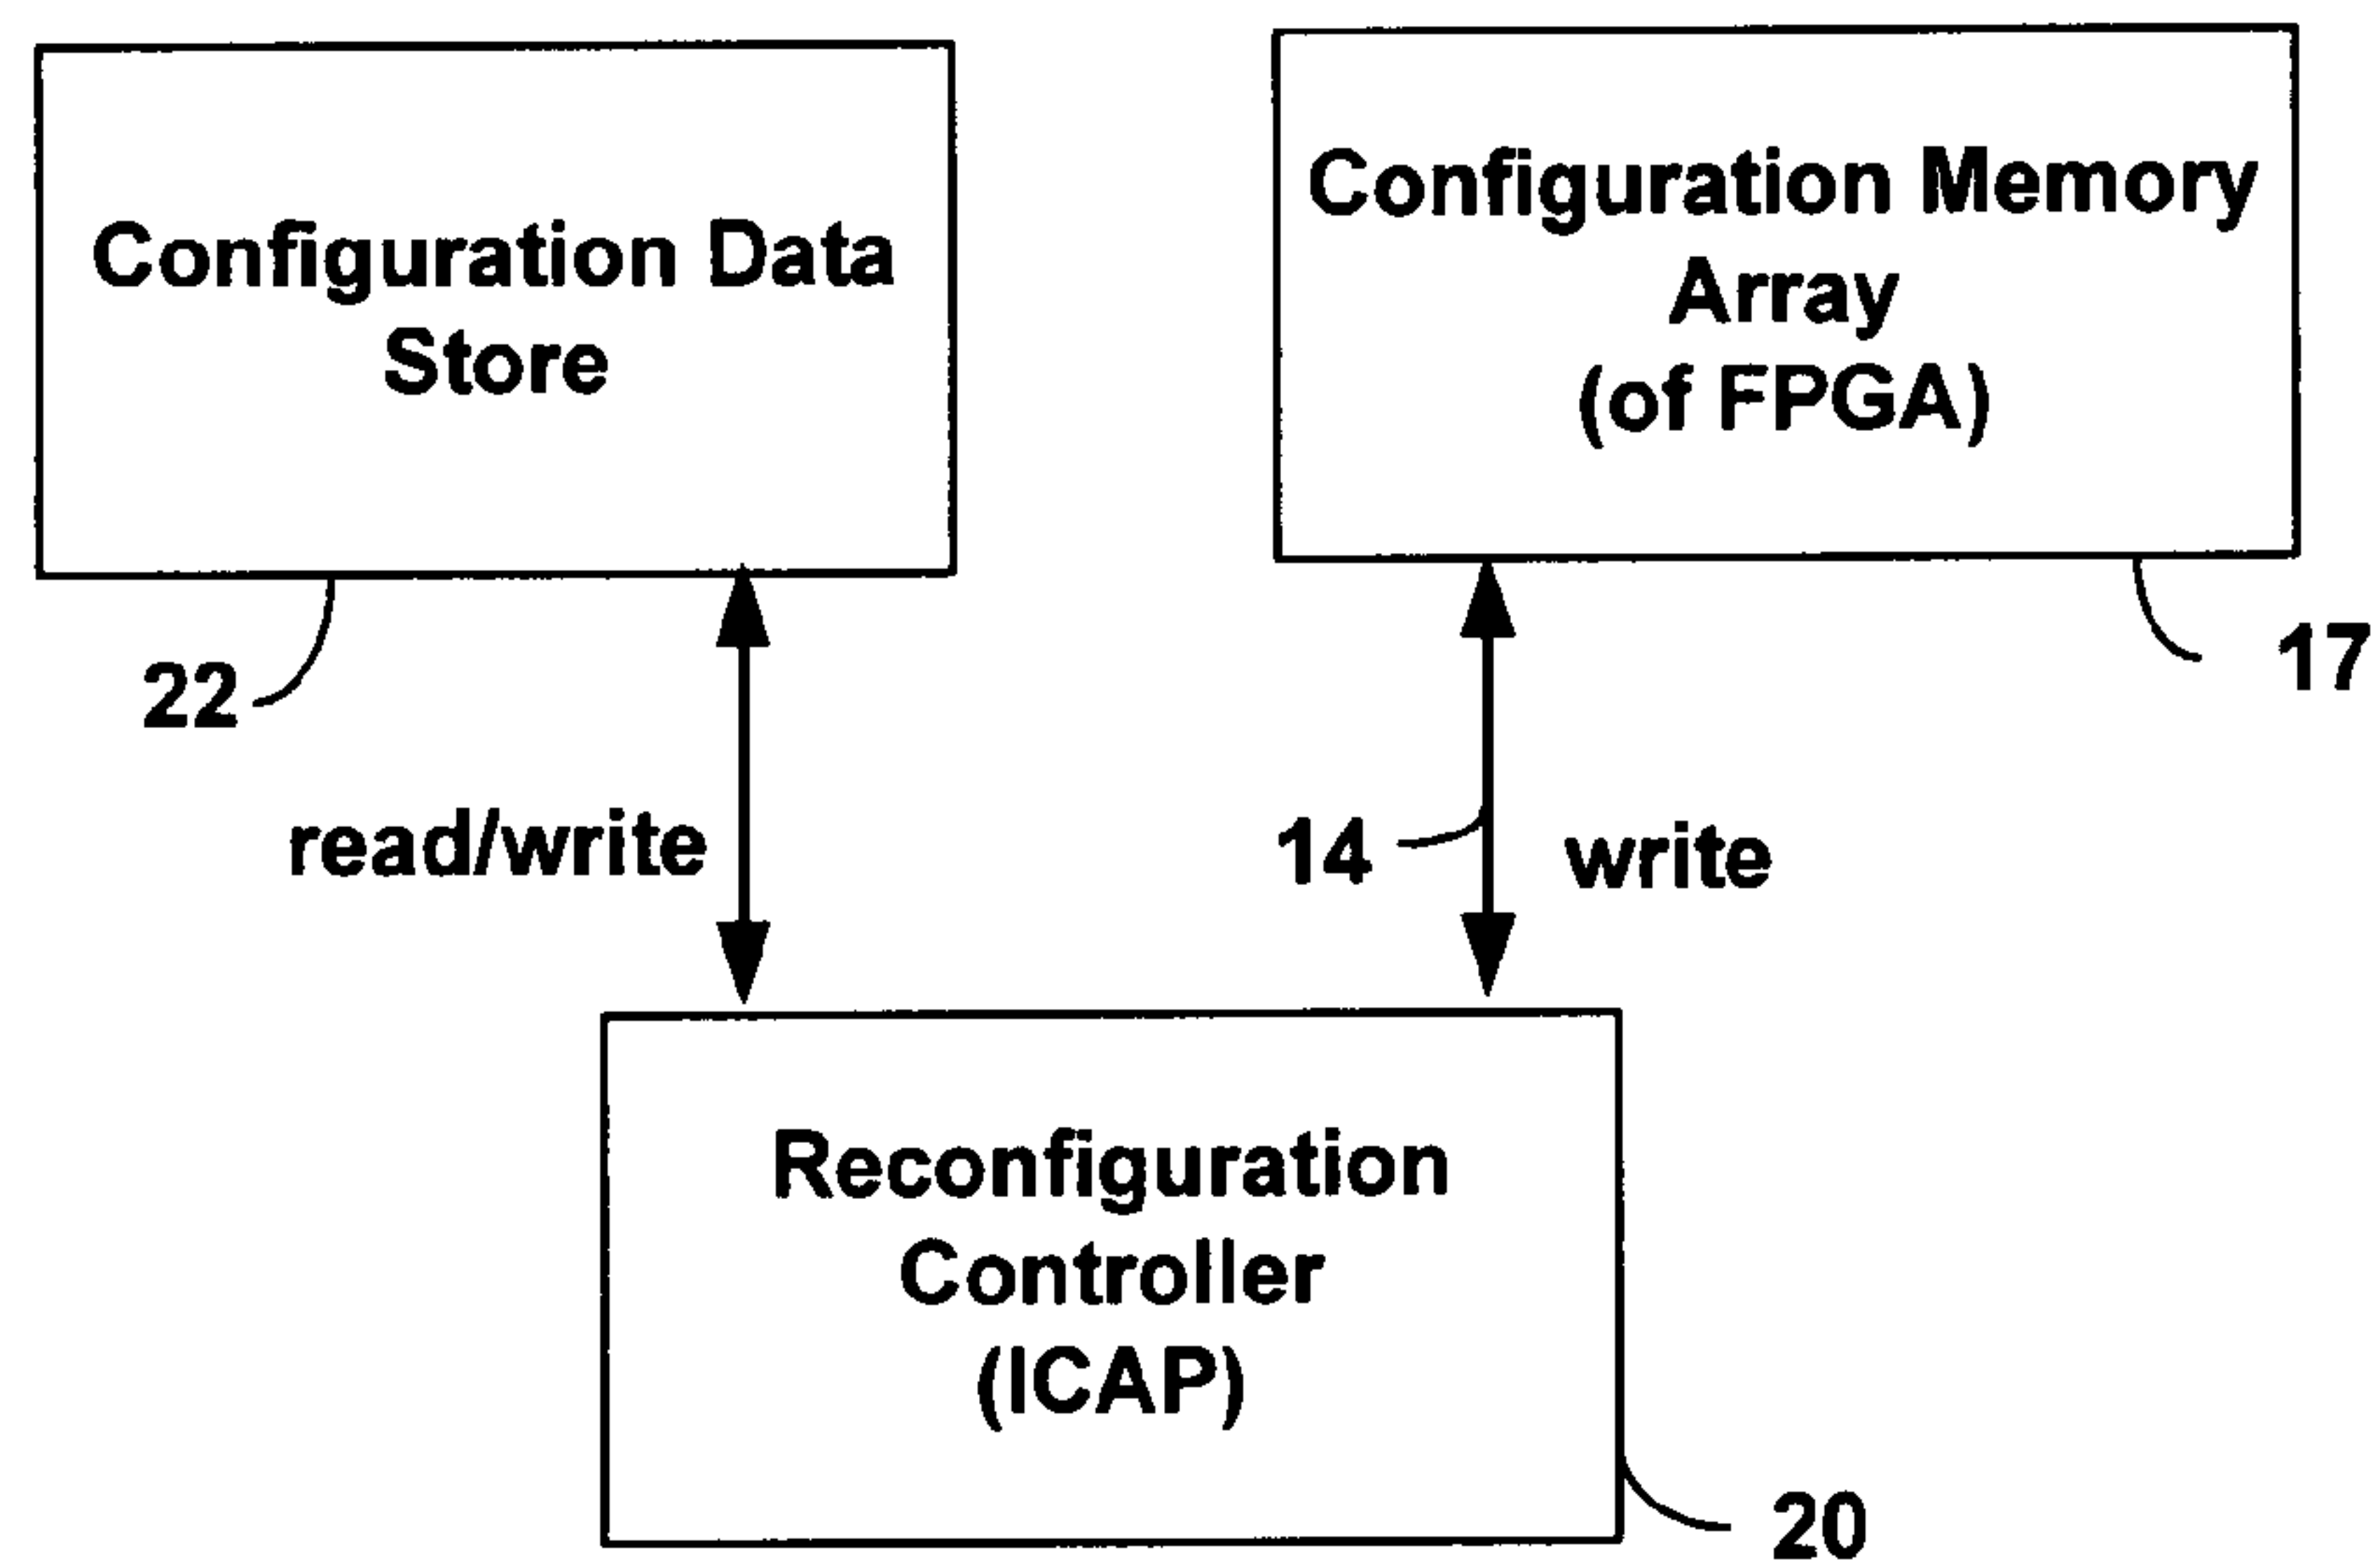 Configuration Data
Store
Configuration Memory
Array
(of FPGA)
22
17
read/write
14
write
Reconfiguration
Controller
(ICAP)
20